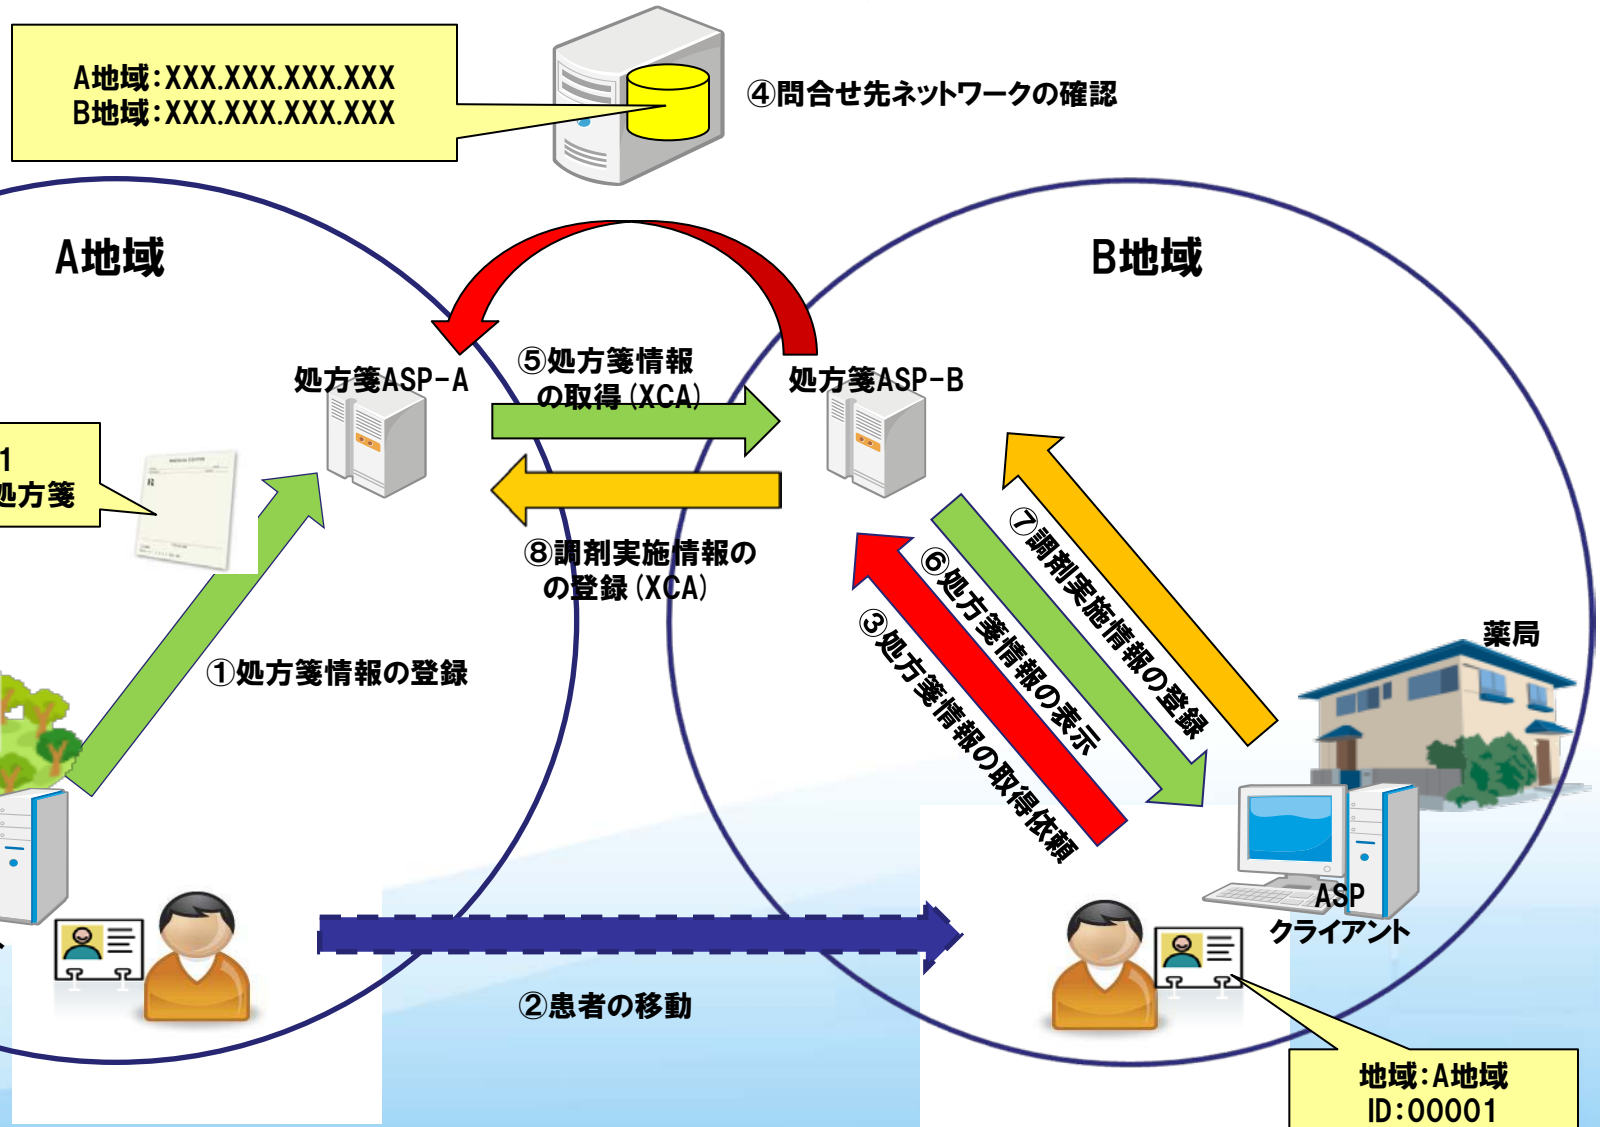 A地域:XXX.XXX.XXX.XXX
B地域:XXX.XXX.XXX.XXX
④問合せ先ネットワークの確認
A地域
B地域
処方箋ASP-A
⑤処方箋情報
の取得(XCA)
処方箋ASP-B
1
処方箋
⑧調剤実施情報の
の登録(XCA)
①処方箋情報の登録
③処方箋情報の取得依頼
⑥処方箋情報の表示
⑦調剤実施情報の登録
薬局
ASP
クライアント
②患者の移動
地域:A地域
ID:00001